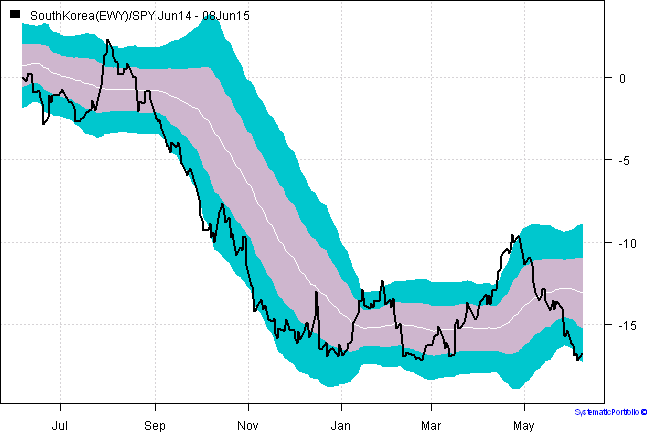 SouthKorea(EWY)/SPY Jun14 - 08Jun15
0
-5
-10
-15
Jul Sep Nov Jan Mar May
SystematicPortfolio ©